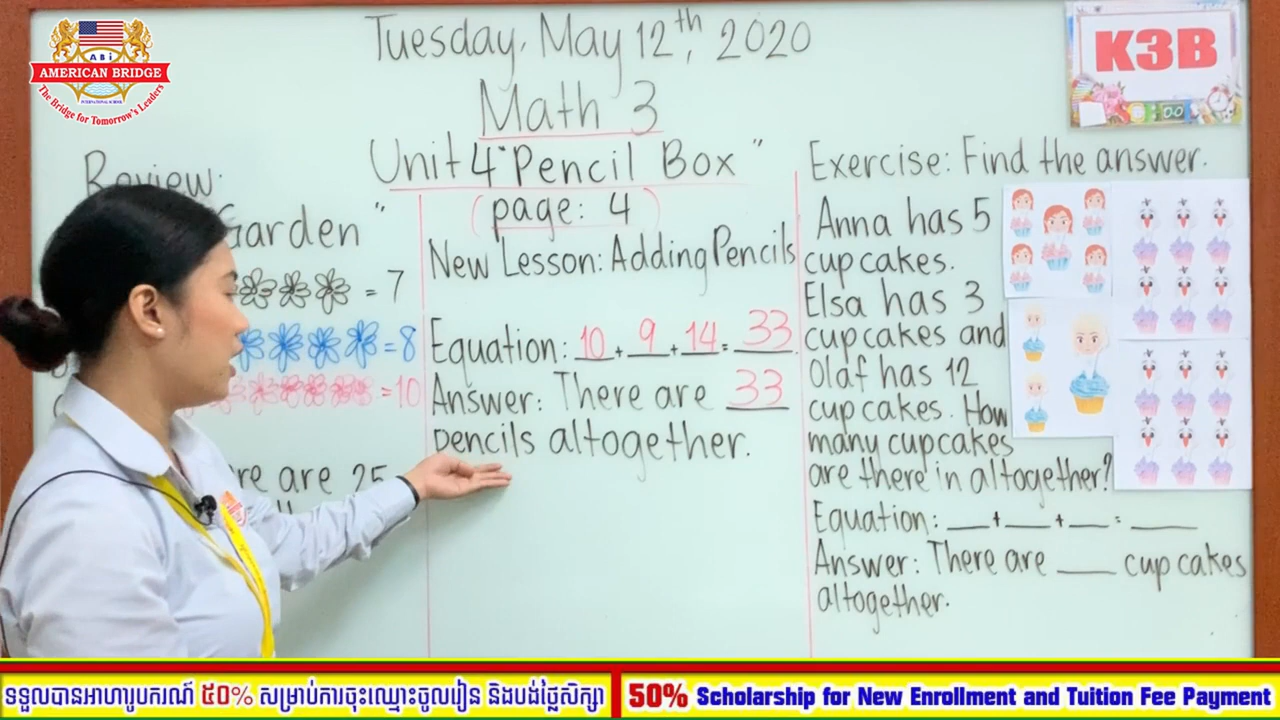 ABi
AMERICAN BRIDGE
INTERNATIONAL SCHOOL
The Bridge for Tomorrow's Leaders
Tuesday, May 12th, 2020
Math 3
Unit 4 "Pencil Box"
(page: 4)
K3B
Review:
Garden"
= 7
=8
=10
ere are 25
New Lesson: Adding Pencils
Equation: 10 + 9 + 14 = 33.
Answer: There are 33
pencils altogether.
Exercise: Find the answer.
Anna has 5
cupcakes.
Elsa has 3
cupcakes and
Olaf has 12
cupcakes. How
many cupcakes
are there in altogether?
Equation: ___+___+___=____
Answer: There are ___ cupcakes
altogether.
ទទួលបានអាហារូបករណ៍ ៥០% សម្រាប់ការចុះឈ្មោះចូលរៀន និងបង់ថ្លៃសិក្សា
50% Scholarship for New Enrollment and Tuition Fee Payment